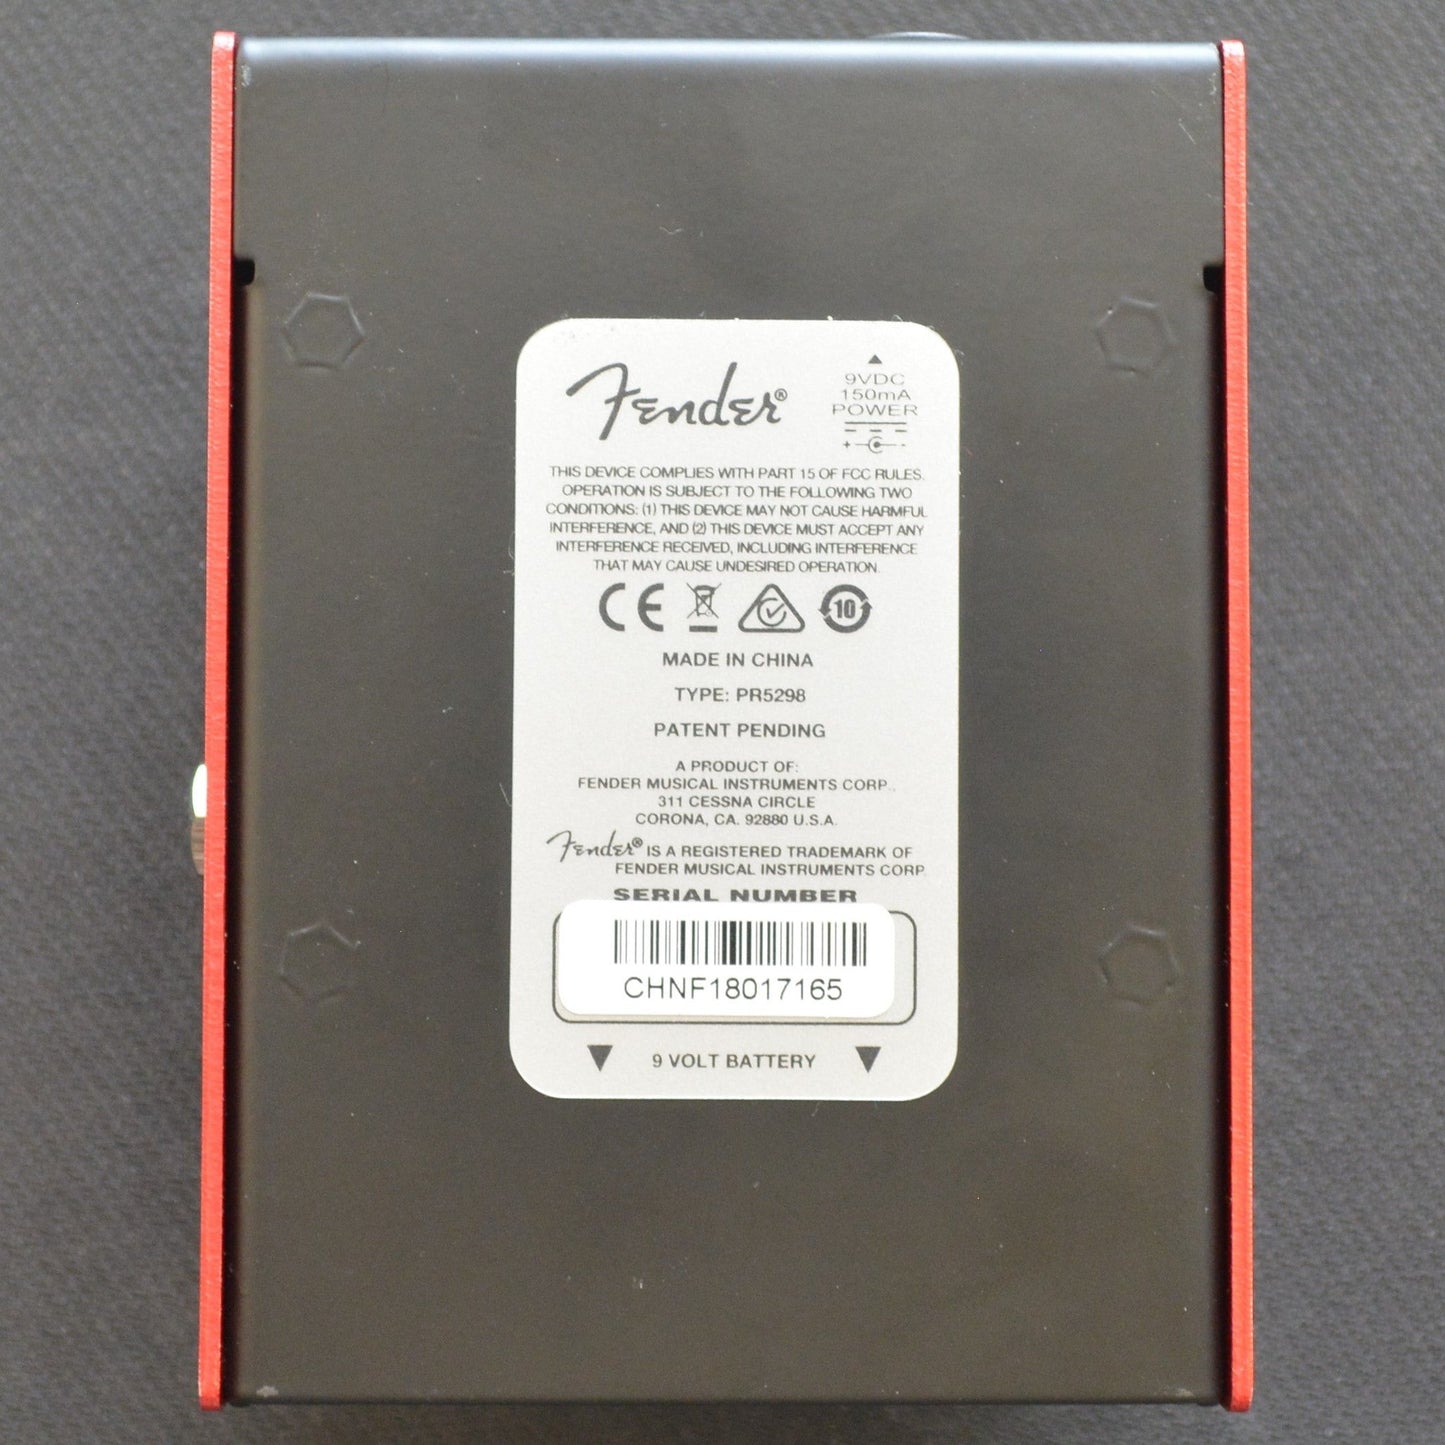 Fender®
9VDC
150mA
POWER
+ -
THIS DEVICE COMPLIES WITH PART 15 OF FCC RULES.
OPERATION IS SUBJECT TO THE FOLLOWING TWO
CONDITIONS: (1) THIS DEVICE MAY NOT CAUSE HARMFUL
INTERFERENCE, AND (2) THIS DEVICE MUST ACCEPT ANY
INTERFERENCE RECEIVED, INCLUDING INTERFERENCE
THAT MAY CAUSE UNDESIRED OPERATION.
CE 10
MADE IN CHINA
TYPE: PR5298
PATENT PENDING
A PRODUCT OF:
FENDER MUSICAL INSTRUMENTS CORP.,
311 CESSNA CIRCLE
CORONA, CA. 92880 U.S.A.
Fender® IS A REGISTERED TRADEMARK OF
FENDER MUSICAL INSTRUMENTS CORP.
SERIAL NUMBER
CHNF18017165
9 VOLT BATTERY